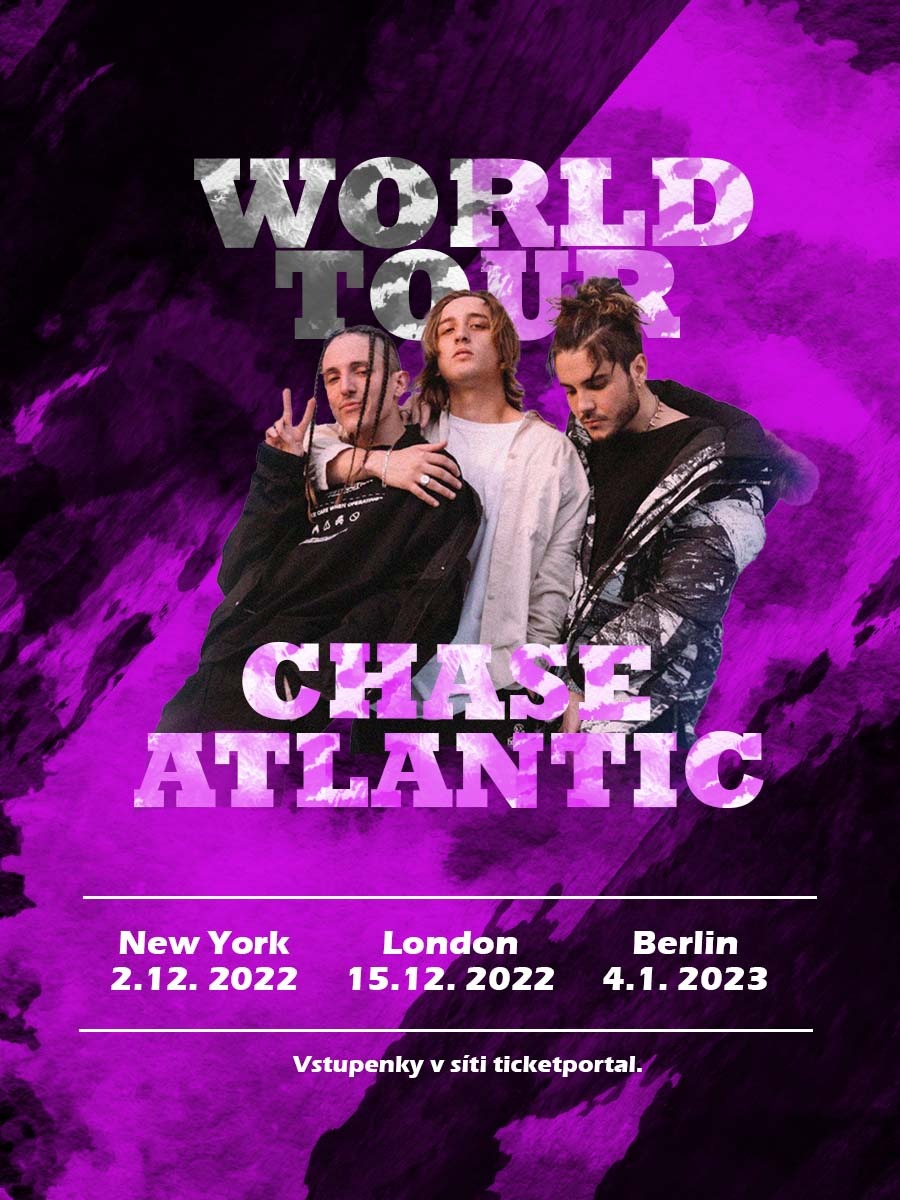 WORLD
TOUR
CHASE
ATLANTIC
New York London Berlin
2.12. 2022 15.12. 2022 4.1. 2023
Vstupenky v síti ticketportal.